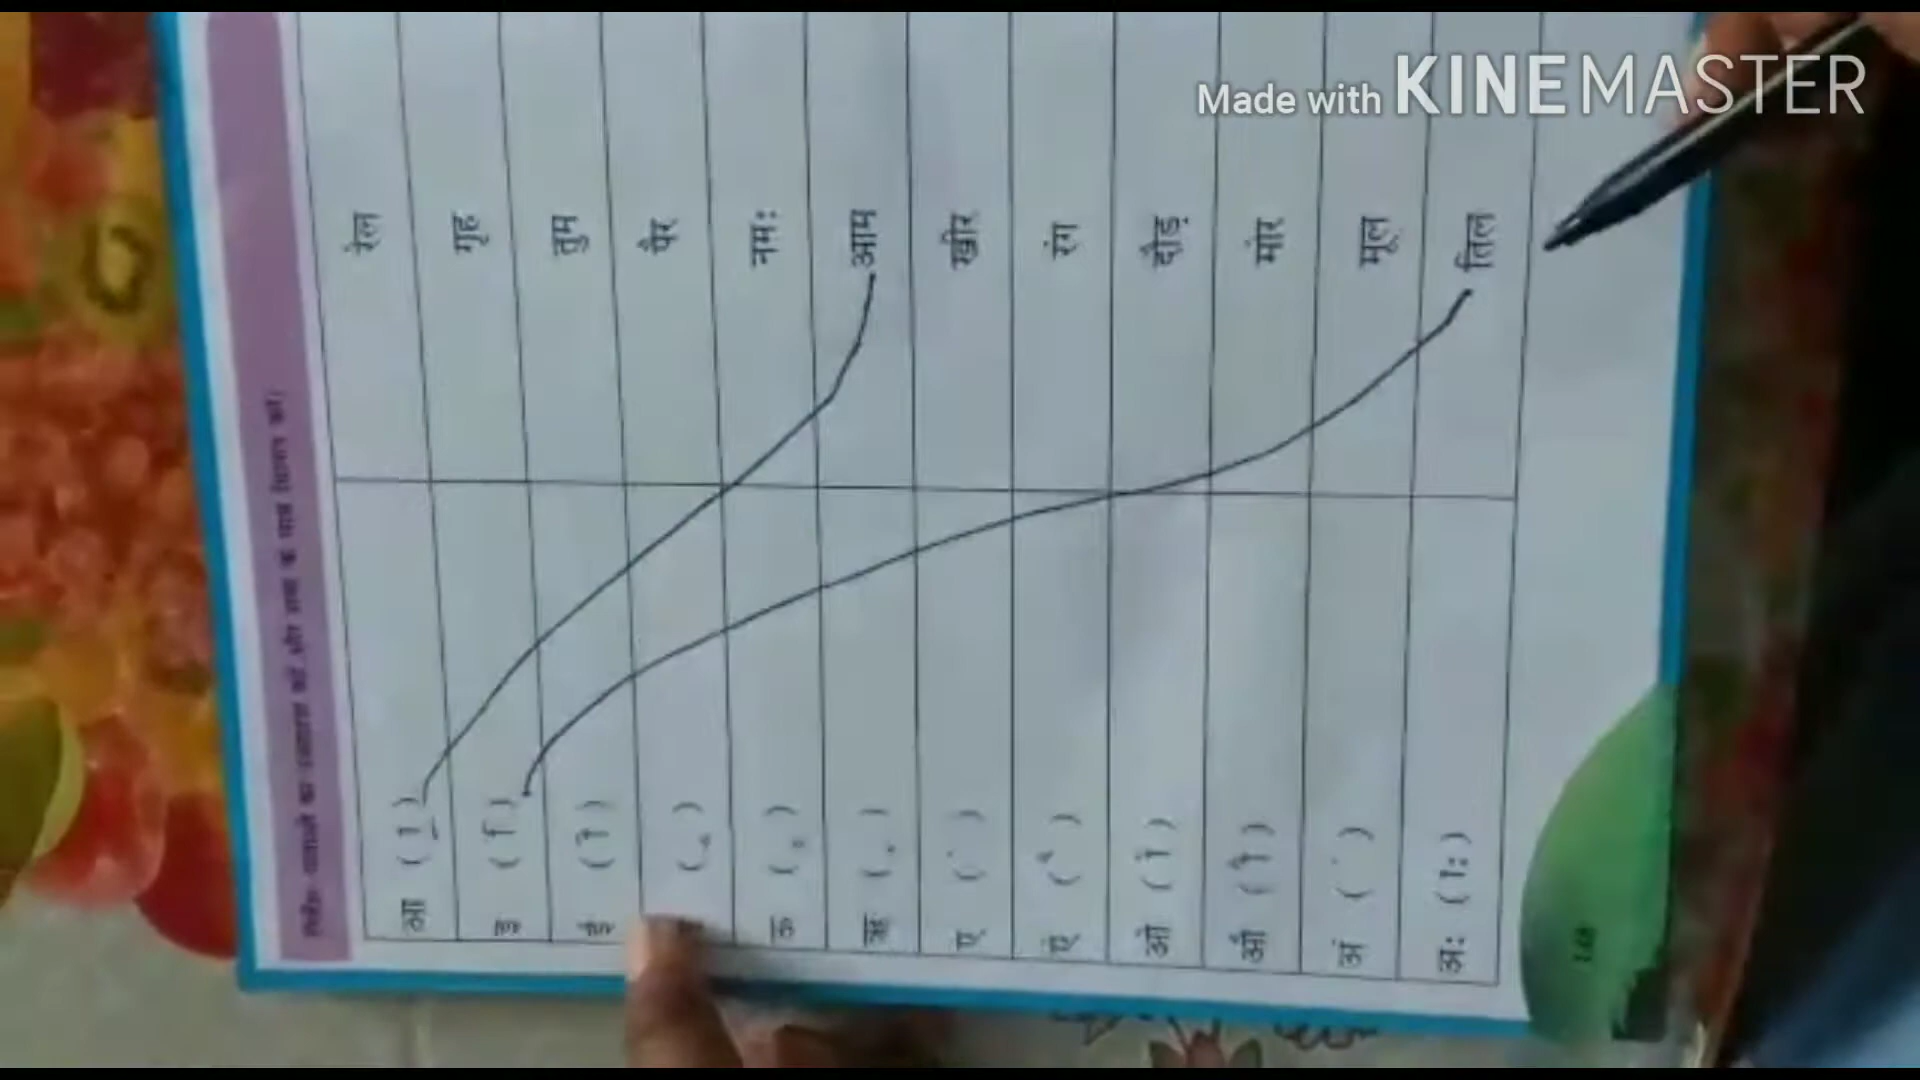 Made with KINEMASTER
आ (ा) रेल
इ (ि) गृह
ई (ी) तुम
(ु) पैर
ऊ (ू) नमः
ऋ (ृ) आम
ए (े) खीर
ऐ (ै) रंग
ओ (ो) दौड़
औ (ौ) मोर
अं (ं) मूल
अः (ाः) तिल